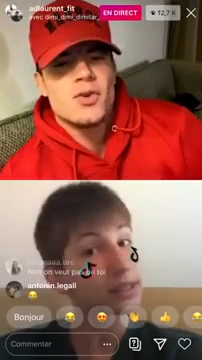 adlaurent_fit
avec dimi_dimi_dimitar_
EN DIRECT
12,7 K
Non on veut pas de toi
antonin.legall
Bonjour
Commenter